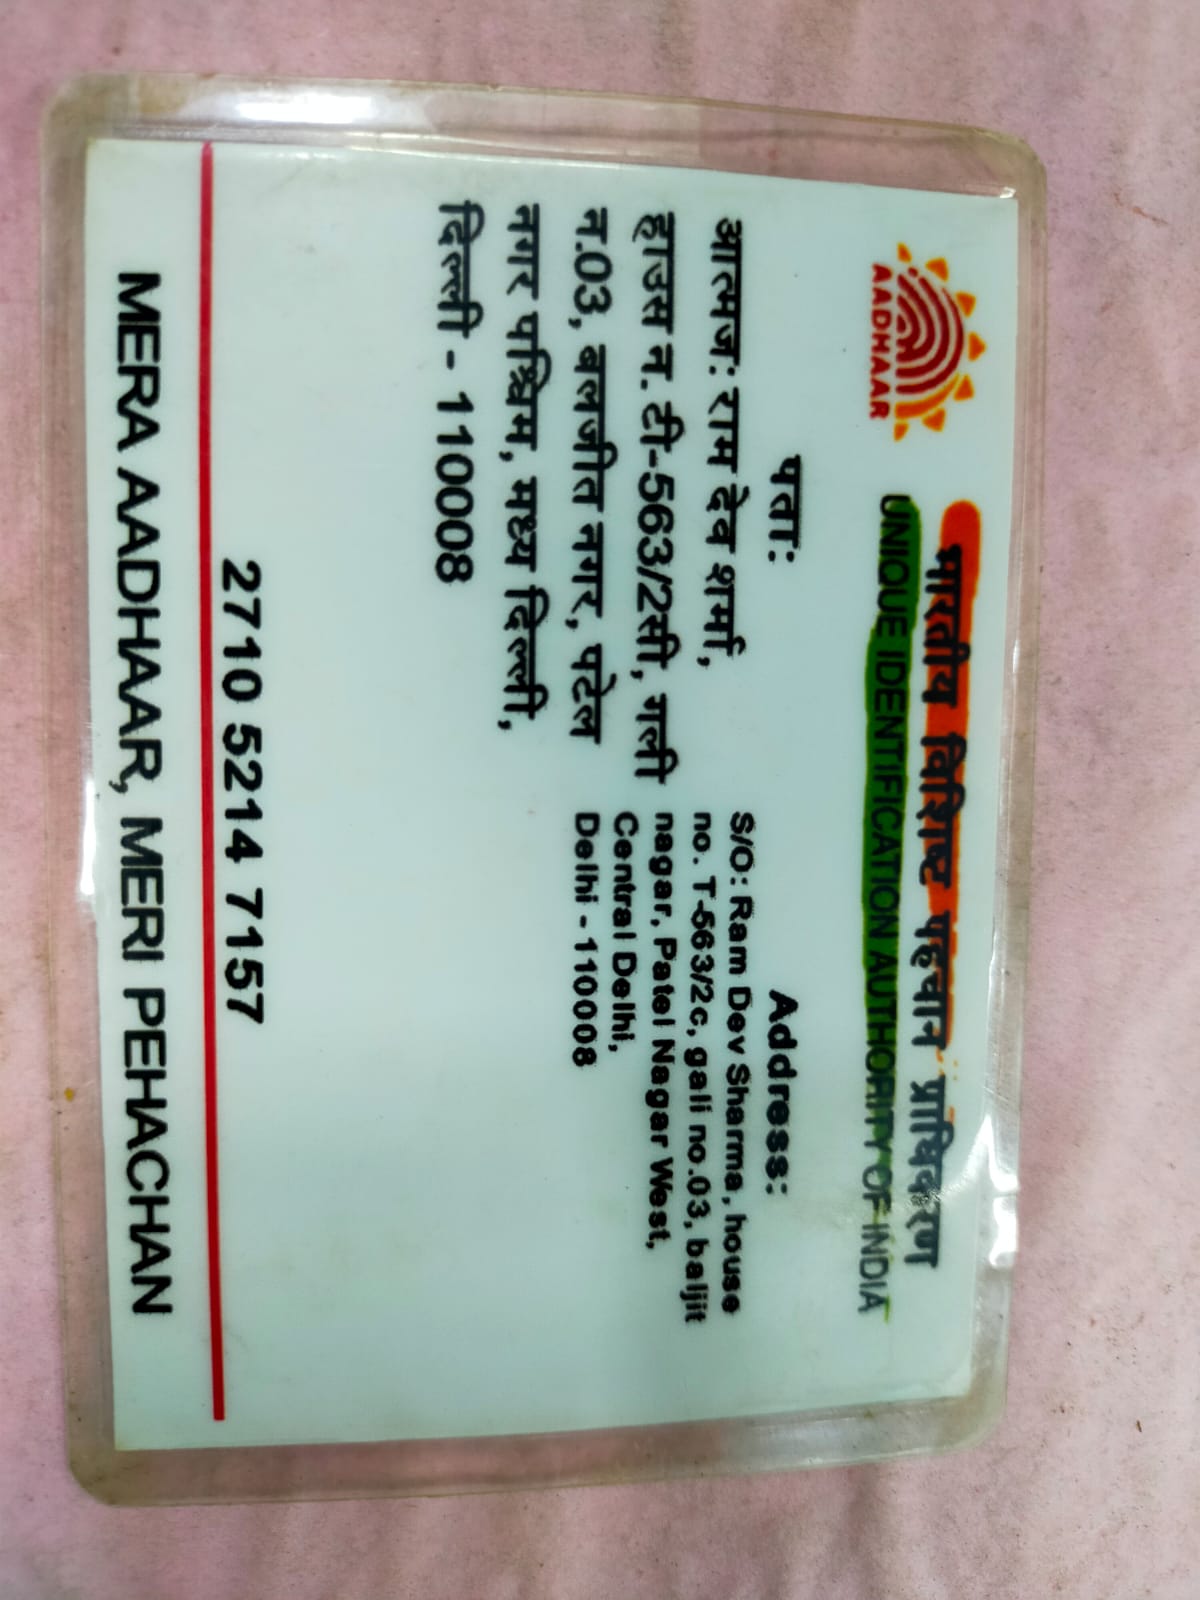 भारतीय विशिष्ट पहचान प्राधिकरण
UNIQUE IDENTIFICATION AUTHORITY OF INDIA
AADHAAR
पताः
आत्मजः राम देव शर्मा,
हाउस न. टी-563/2सी, गली
न.03, बलजीत नगर, पटेल
नगर पश्चिम, मध्य दिल्ली,
दिल्ली - 110008
Address:
S/O: Ram Dev Sharma, house
no. T-563/2c, gali no.03, baljit
nagar, Patel Nagar West,
Central Delhi,
Delhi - 110008
2710 5214 7157
MERA AADHAAR, MERI PEHACHAN